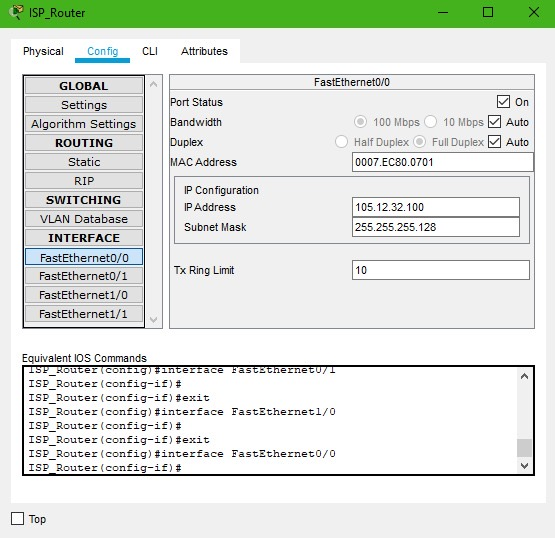 ISP_Router
Physical Config CLI Attributes
GLOBAL
Settings
Algorithm Settings
ROUTING
Static
RIP
SWITCHING
VLAN Database
INTERFACE
FastEthernet0/0
FastEthernet0/1
FastEthernet1/0
FastEthernet1/1
FastEthernet0/0
Port Status On
Bandwidth 100 Mbps 10 Mbps Auto
Duplex Half Duplex Full Duplex Auto
MAC Address 0007.EC80.0701
IP Configuration
IP Address 105.12.32.100
Subnet Mask 255.255.255.128
Tx Ring Limit 10
Equivalent IOS Commands
ISP_Router(config)#interface FastEthernet0/1
ISP_Router(config-if)#
ISP_Router(config-if)#exit
ISP_Router(config)#interface FastEthernet1/0
ISP_Router(config-if)#
ISP_Router(config-if)#exit
ISP_Router(config)#interface FastEthernet0/0
ISP_Router(config-if)#
Top